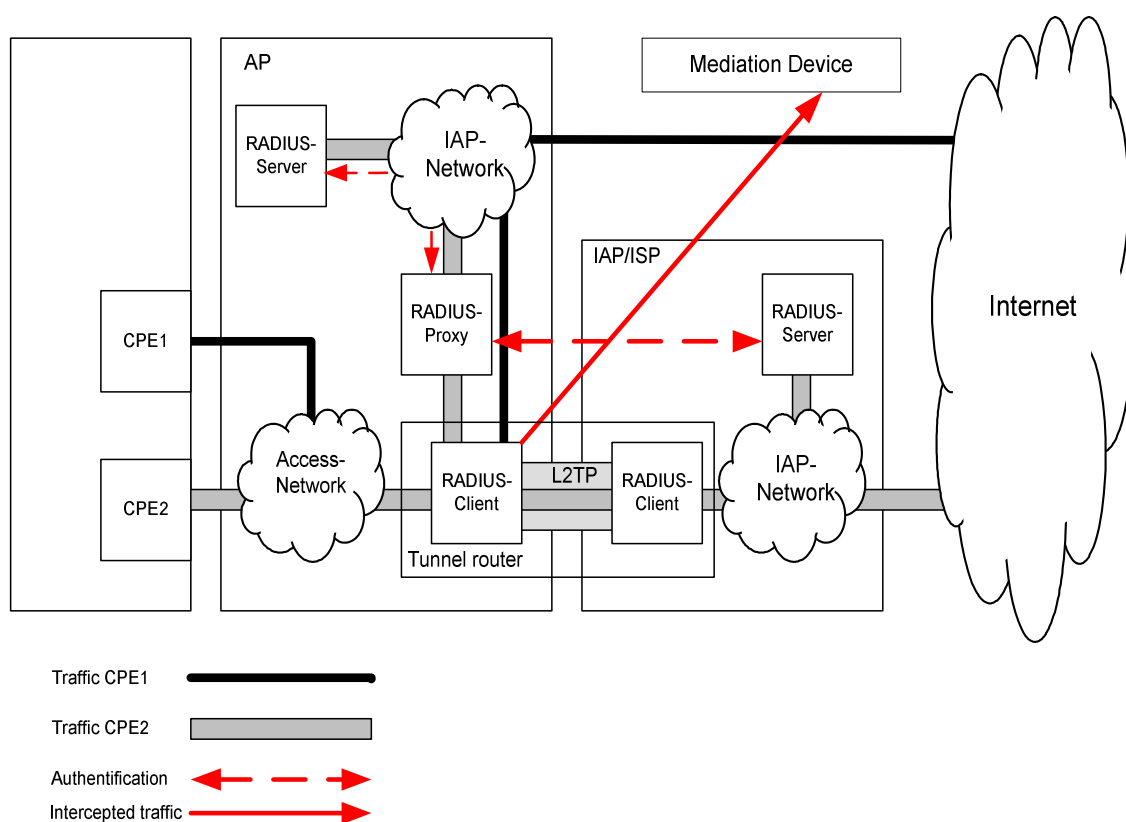 AP
Mediation Device
RADIUS-
Server
IAP-
Network
IAP/ISP
CPE1
RADIUS-
Proxy
RADIUS-
Server
Internet
CPE2
Access-
Network
RADIUS-
Client
L2TP
RADIUS-
Client
IAP-
Network
Tunnel router
Traffic CPE1
Traffic CPE2
Authentification
Intercepted traffic